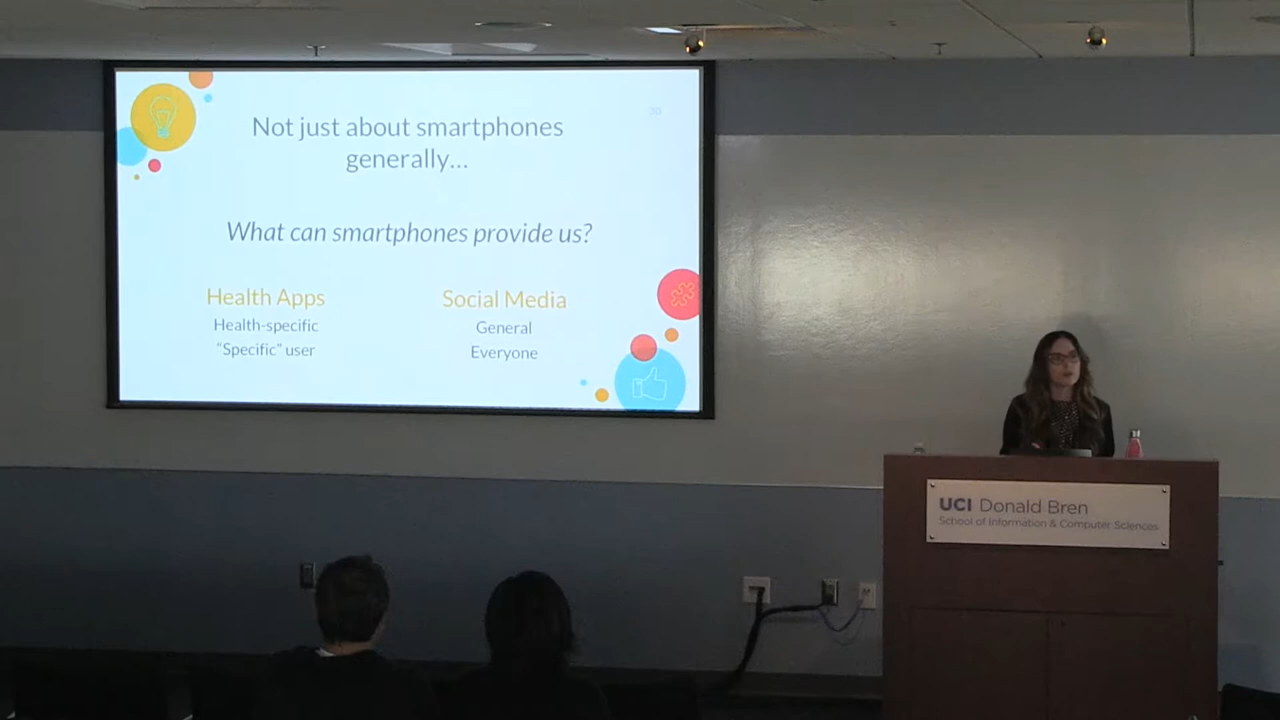 30
Not just about smartphones
generally...
What can smartphones provide us?
Health Apps
Health-specific
"Specific" user
Social Media
General
Everyone
UCI Donald Bren
School of Information & Computer Sciences